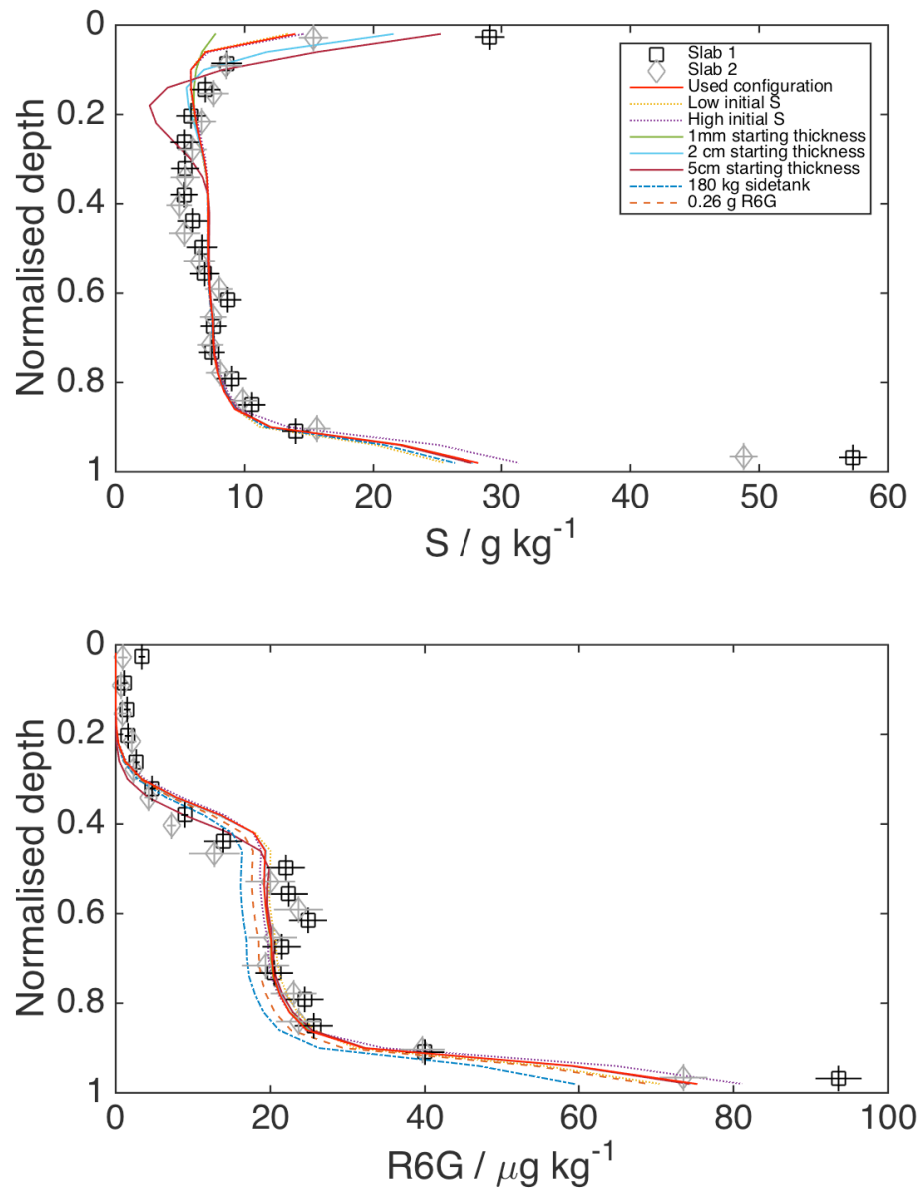 0
0.2
0.4
0.6
0.8
1
Normalised depth
0 10 20 30 40 50 60
S / g kg⁻¹
Slab 1
Slab 2
Used configuration
Low initial S
High initial S
1mm starting thickness
2 cm starting thickness
5cm starting thickness
180 kg sidetank
0.26 g R6G
0
0.2
0.4
0.6
0.8
1
Normalised depth
0 20 40 60 80 100
R6G / μg kg⁻¹